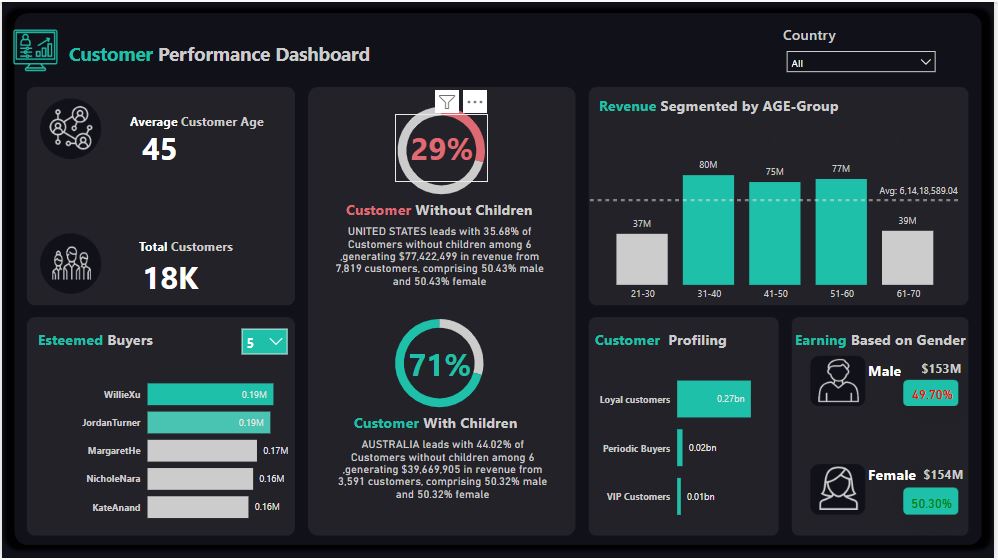 Customer Performance Dashboard
Country
All
Average Customer Age
45
Total Customers
18K
29%
Customer Without Children
UNITED STATES leads with 35.68% of
Customers without children among 6
,generating $77,422,499 in revenue from
7,819 customers, comprising 50.43% male
and 50.43% female
71%
Customer With Children
AUSTRALIA leads with 44.02% of
Customers without children among 6
,generating $39,669,905 in revenue from
3,591 customers, comprising 50.32% male
and 50.32% female
Revenue Segmented by AGE-Group
80M
75M
77M
Avg: 6,14,18,589.04
37M
39M
21-30
31-40
41-50
51-60
61-70
Esteemed Buyers
5
WillieXu 0.19M
JordanTurner 0.19M
MargaretHe 0.17M
NicholeNara 0.16M
KateAnand 0.16M
Customer Profiling
Loyal customers 0.27bn
Periodic Buyers 0.02bn
VIP Customers 0.01bn
Earning Based on Gender
Male $153M
49.70%
Female $154M
50.30%